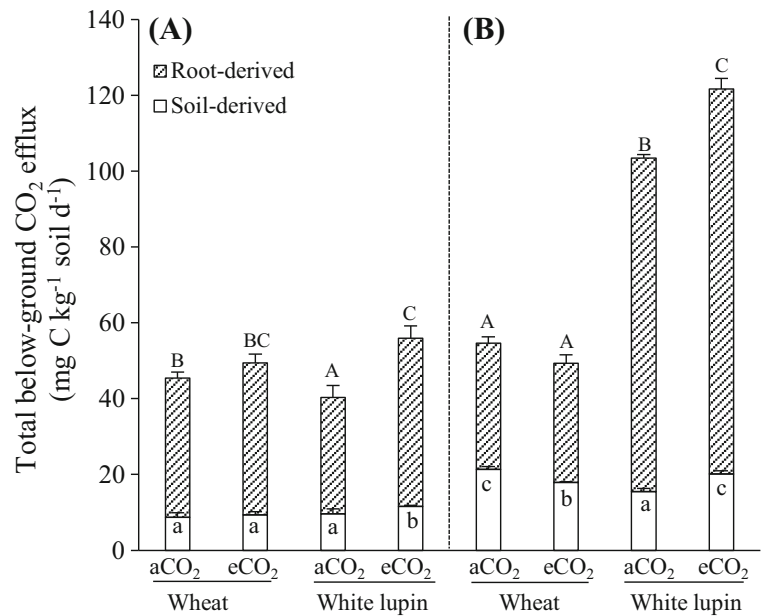 Total below-ground CO₂ efflux
(mg C kg⁻¹ soil d⁻¹)
140
120
100
80
60
40
20
0
(A)
(B)
Root-derived
Soil-derived
B
BC
A
C
A
A
B
C
a
a
a
b
c
b
a
c
aCO₂ eCO₂ aCO₂ eCO₂ aCO₂ eCO₂ aCO₂ eCO₂
Wheat White lupin Wheat White lupin